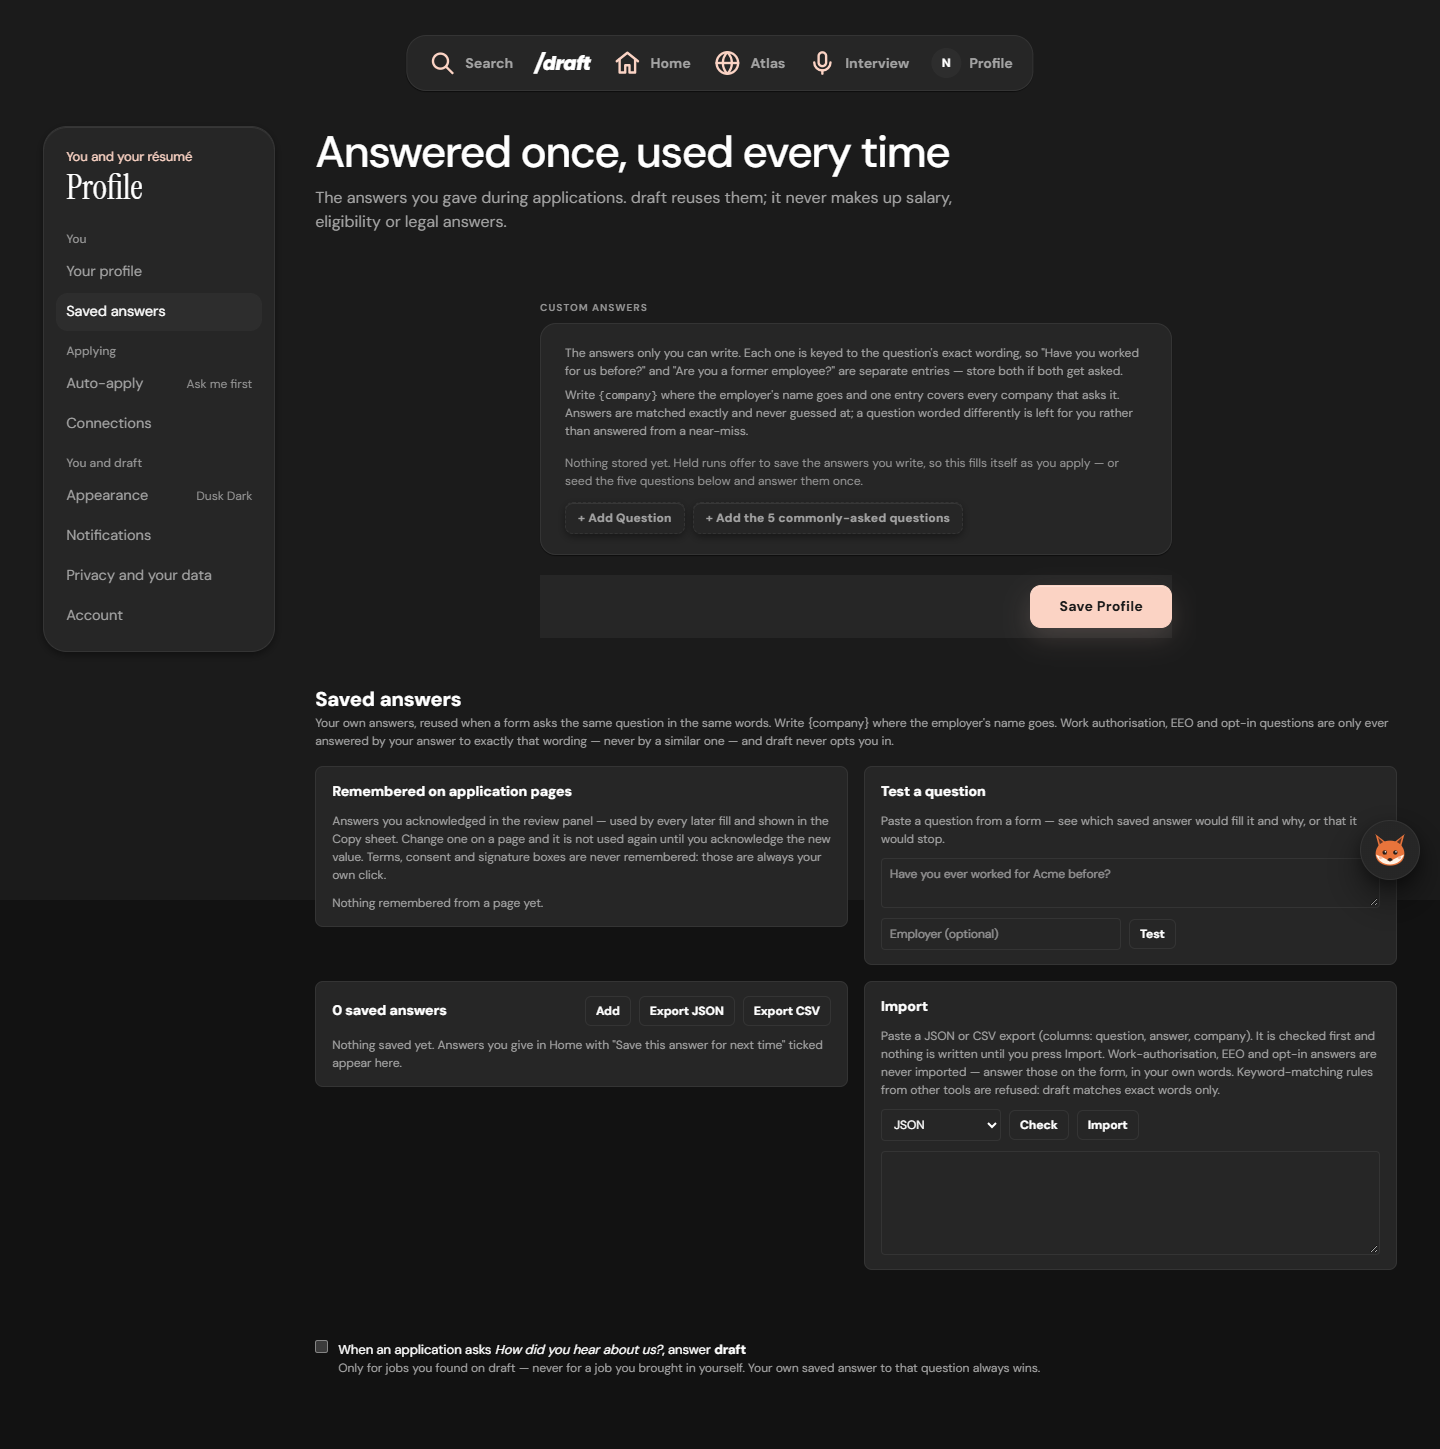 Search
/draft
Home
Atlas
Interview
N
Profile
You and your résumé
Profile
You
Your profile
Saved answers
Applying
Auto-apply
Ask me first
Connections
You and draft
Appearance
Dusk Dark
Notifications
Privacy and your data
Account
Answered once, used every time
The answers you gave during applications. draft reuses them; it never makes up salary,
eligibility or legal answers.
CUSTOM ANSWERS
The answers only you can write. Each one is keyed to the question's exact wording, so "Have you worked
for us before?" and "Are you a former employee?" are separate entries — store both if both get asked.
Write {company} where the employer's name goes and one entry covers every company that asks it.
Answers are matched exactly and never guessed at; a question worded differently is left for you rather
than answered from a near-miss.
Nothing stored yet. Held runs offer to save the answers you write, so this fills itself as you apply — or
seed the five questions below and answer them once.
+ Add Question
+ Add the 5 commonly-asked questions
Save Profile
Saved answers
Your own answers, reused when a form asks the same question in the same words. Write {company} where the employer's name goes. Work authorisation, EEO and opt-in questions are only ever
answered by your answer to exactly that wording — never by a similar one — and draft never opts you in.
Remembered on application pages
Answers you acknowledged in the review panel — used by every later fill and shown in the
Copy sheet. Change one on a page and it is not used again until you acknowledge the new
value. Terms, consent and signature boxes are never remembered: those are always your
own click.
Nothing remembered from a page yet.
Test a question
Paste a question from a form — see which saved answer would fill it and why, or that it
would stop.
Have you ever worked for Acme before?
Employer (optional)
Test
0 saved answers
Add
Export JSON
Export CSV
Nothing saved yet. Answers you give in Home with "Save this answer for next time" ticked
appear here.
Import
Paste a JSON or CSV export (columns: question, answer, company). It is checked first and
nothing is written until you press Import. Work-authorisation, EEO and opt-in answers are
never imported — answer those on the form, in your own words. Keyword-matching rules
from other tools are refused: draft matches exact words only.
JSON
Check
Import
When an application asks How did you hear about us?, answer draft
Only for jobs you found on draft — never for a job you brought in yourself. Your own saved answer to that question always wins.